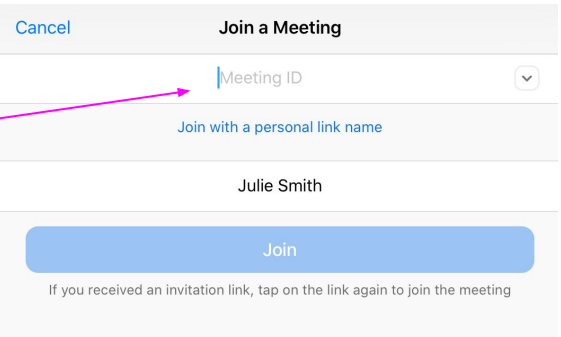 Cancel
Join a Meeting
Meeting ID
Join with a personal link name
Julie Smith
Join
If you received an invitation link, tap on the link again to join the meeting